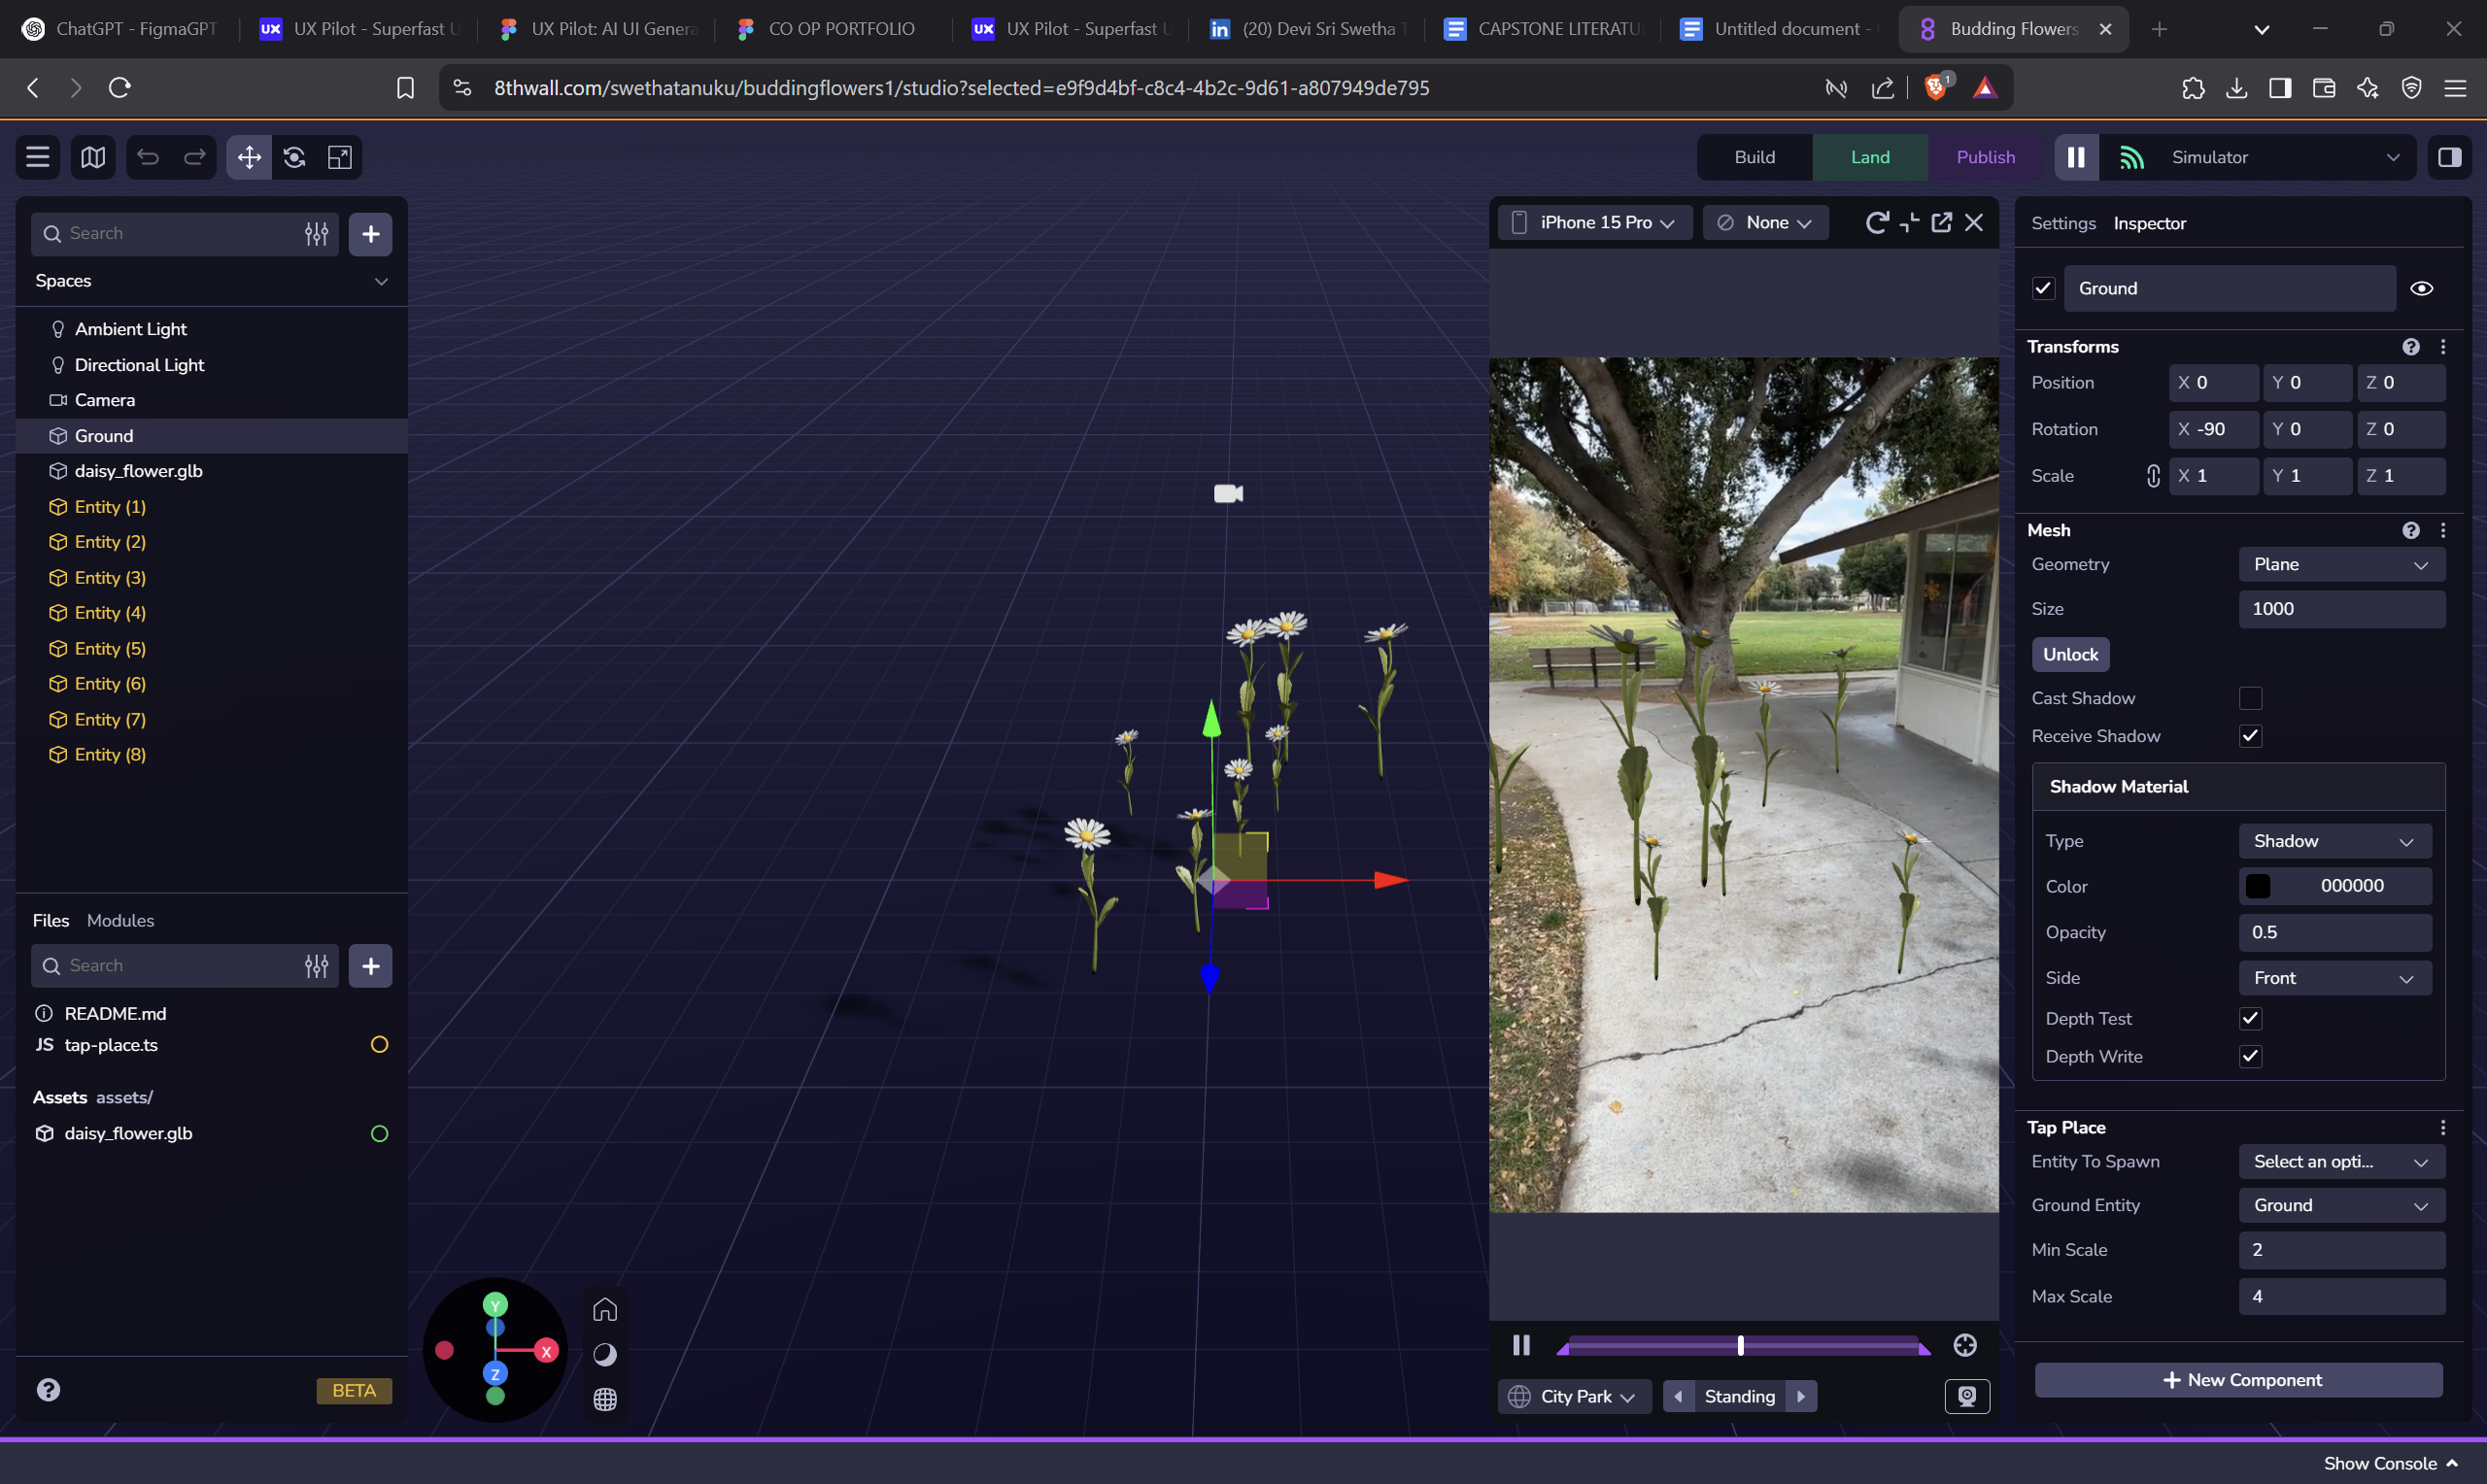 ChatGPT - FigmaGPT
UX UX Pilot - Superfast U
UX Pilot: AI UI Genera
CO OP PORTFOLIO
UX UX Pilot - Superfast U
in (20) Devi Sri Swetha T
CAPSTONE LITERATU
Untitled document -
Budding Flowers
8thwall.com/swethatanuku/buddingflowers1/studio?selected=e9f9d4bf-c8c4-4b2c-9d61-a807949de795
1
Build
Land
Publish
Simulator
Search
Spaces
Ambient Light
Directional Light
Camera
Ground
daisy_flower.glb
Entity (1)
Entity (2)
Entity (3)
Entity (4)
Entity (5)
Entity (6)
Entity (7)
Entity (8)
Files Modules
Search
README.md
JS tap-place.ts
Assets assets/
daisy_flower.glb
BETA
Y
X
Z
iPhone 15 Pro
None
City Park
Standing
Settings Inspector
Ground
Transforms
Position X 0 Y 0 Z 0
Rotation X -90 Y 0 Z 0
Scale X 1 Y 1 Z 1
Mesh
Geometry Plane
Size 1000
Unlock
Cast Shadow
Receive Shadow
Shadow Material
Type Shadow
Color 000000
Opacity 0.5
Side Front
Depth Test
Depth Write
Tap Place
Entity To Spawn Select an opti...
Ground Entity Ground
Min Scale 2
Max Scale 4
+ New Component
Show Console